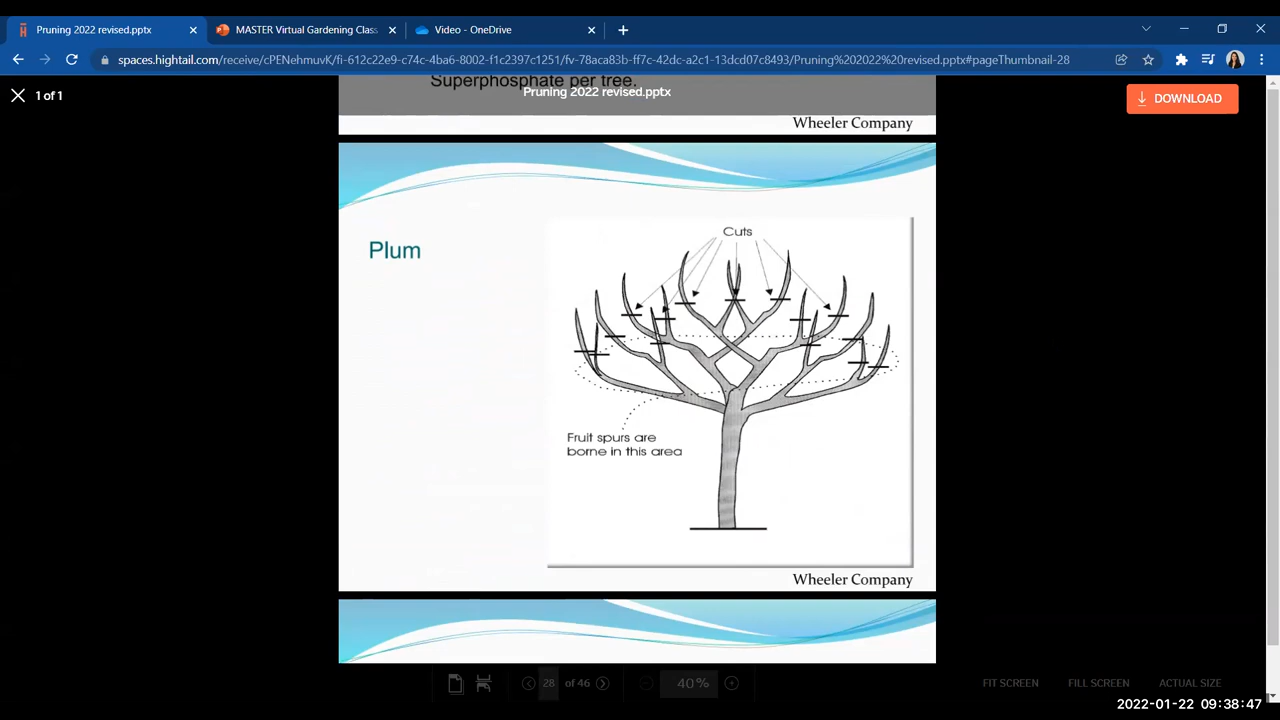 Pruning 2022 revised.pptx
MASTER Virtual Gardening Class
Video - OneDrive
spaces.hightail.com/receive/cPENehmuvK/fi-612c22e9-c74c-4ba6-8002-f1c2397c1251/fv-78aca83b-ff7c-42dc-a2c1-13dcd07c8493/Pruning%202022%20revised.pptx#pageThumbnail-28
Superphosphate per tree.
1 of 1
Pruning 2022 revised.pptx
DOWNLOAD
Wheeler Company
Plum
Cuts
Fruit spurs are
borne in this area
Wheeler Company
28 of 46
40%
FIT SCREEN
FILL SCREEN
ACTUAL SIZE
2022-01-22 09:38:47